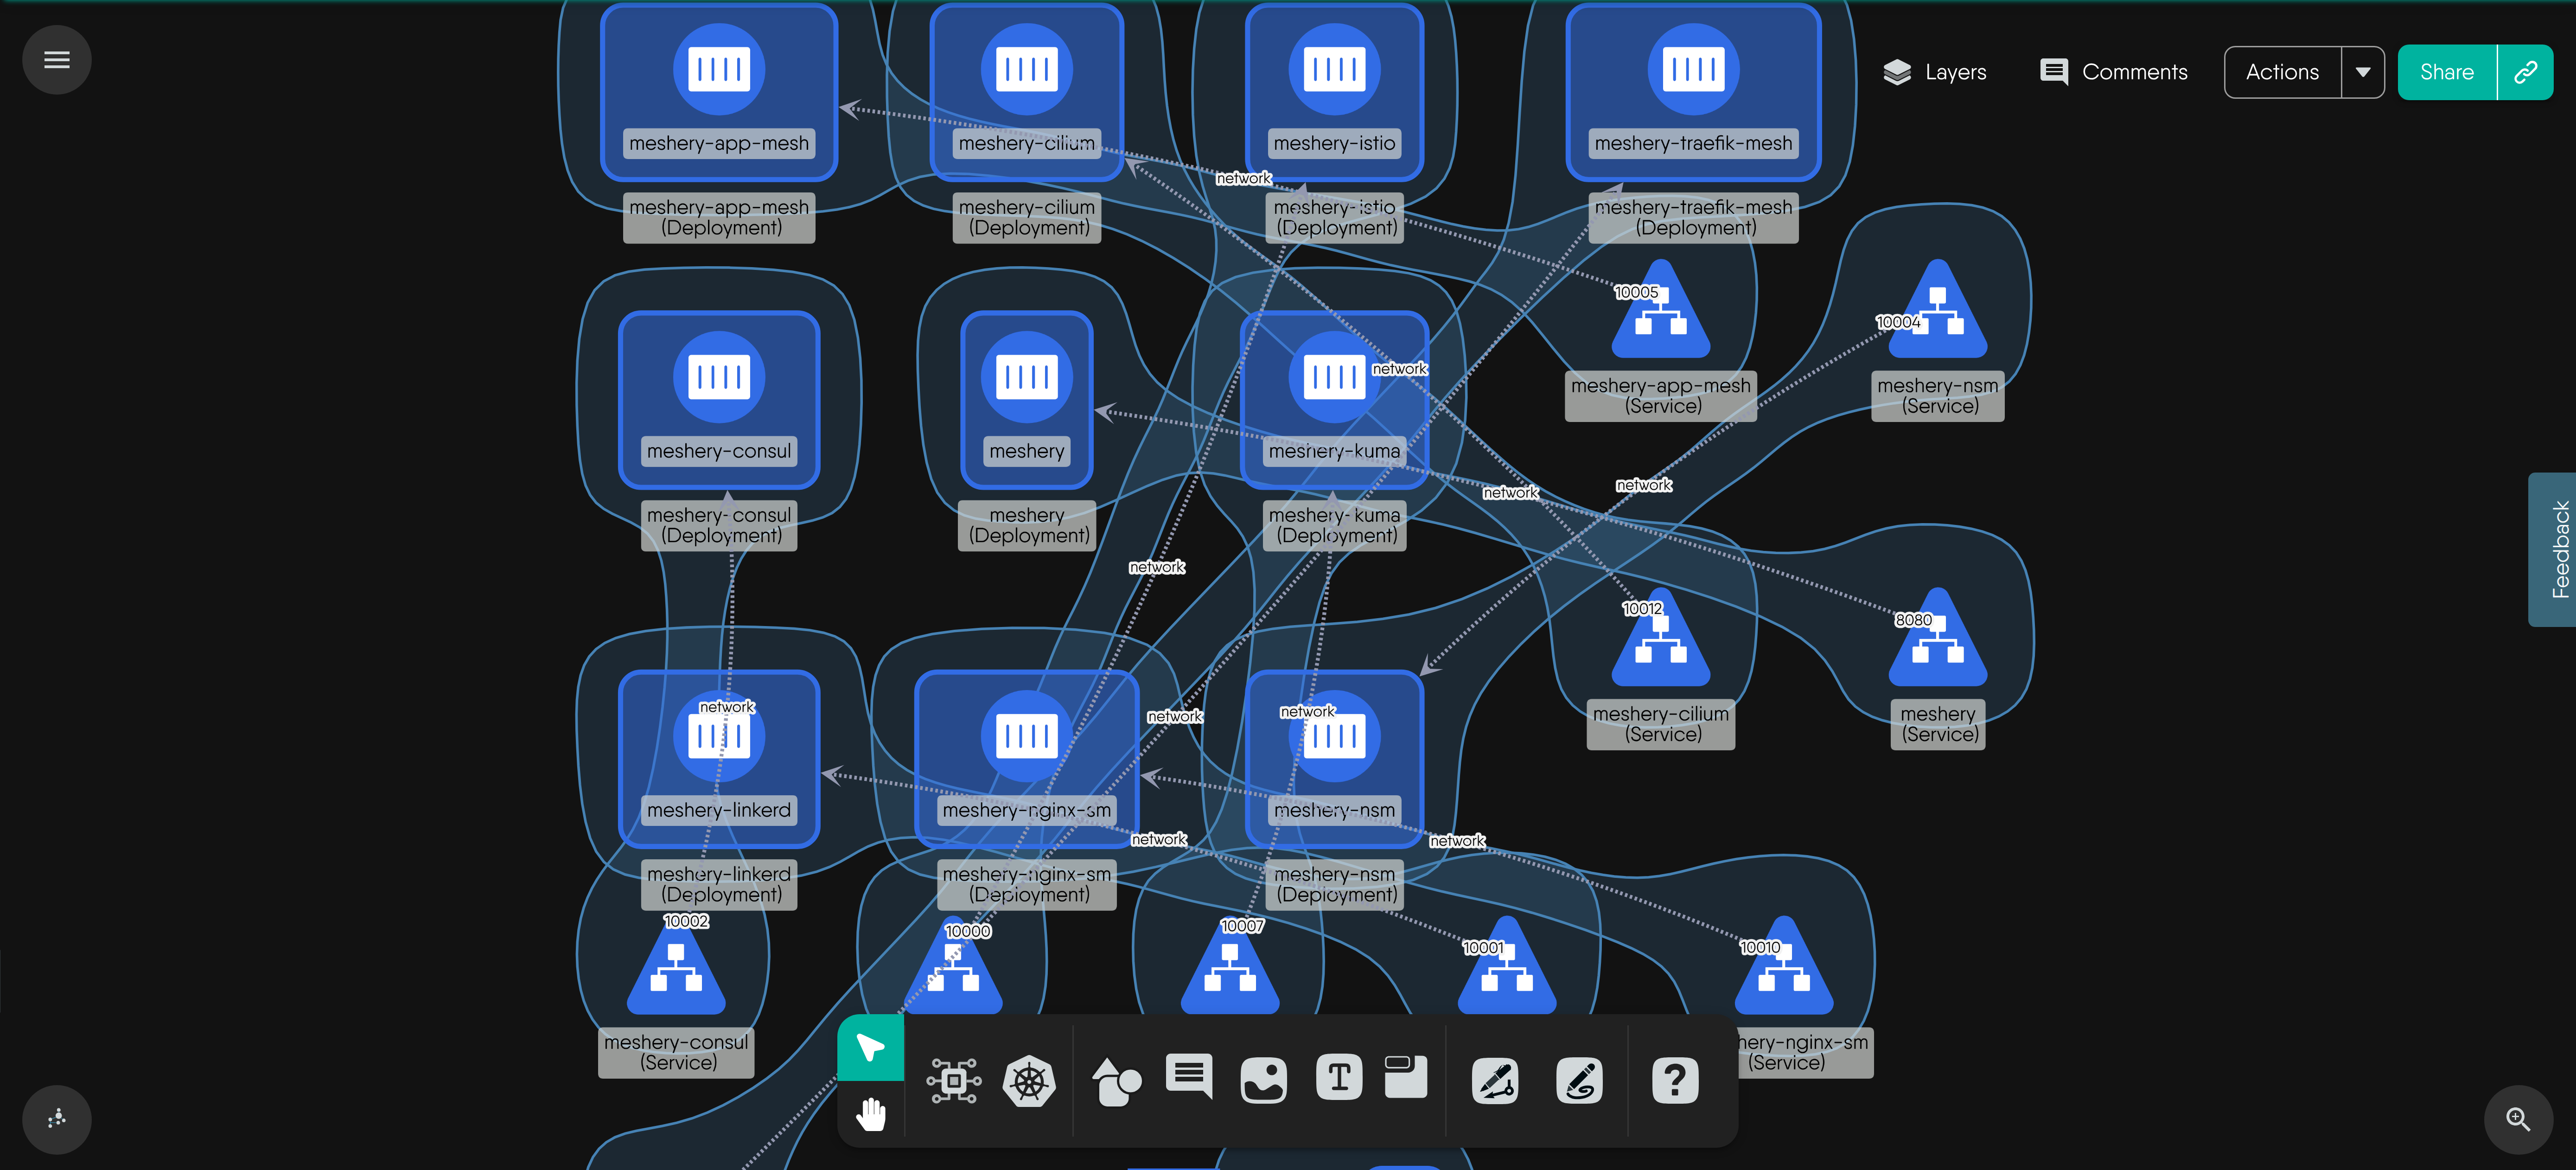 meshery-app-mesh
meshery-cilium
meshery-istio
meshery-traefik-mesh
Layers
Comments
Actions
Share
network
meshery-app-mesh
(Deployment)
meshery-cilium
(Deployment)
meshery-istio
(Deployment)
meshery-traefik-mesh
(Deployment)
10005
10004
network
meshery-app-mesh
(Service)
meshery-nsm
(Service)
meshery-consul
meshery
meshery-kuma
network
network
Feedback
meshery-consul
(Deployment)
meshery
(Deployment)
meshery-kuma
(Deployment)
network
10012
8080
network
network
network
meshery-cilium
(Service)
meshery
(Service)
meshery-linkerd
meshery-nginx-sm
meshery-nsm
network
network
meshery-linkerd
(Deployment)
meshery-nginx-sm
(Deployment)
meshery-nsm
(Deployment)
10002
10000
10007
10001
10010
meshery-consul
(Service)
hery-nginx-sm
(Service)
T
?